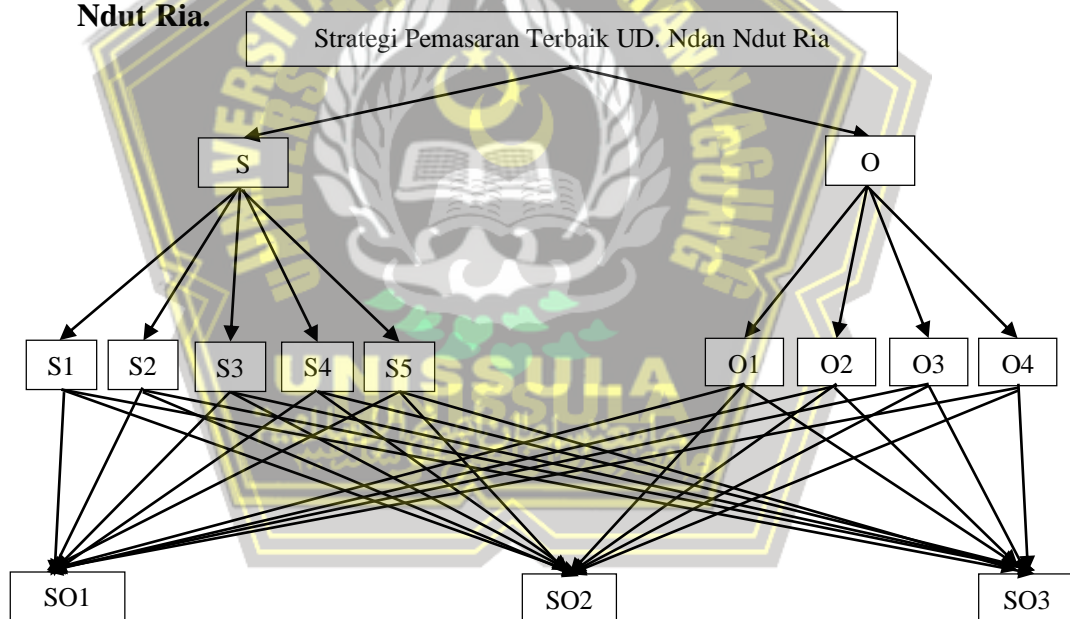 Ndut Ria.
Strategi Pemasaran Terbaik UD. Ndan Ndut Ria
S O
S1 S2 S3 S4 S5 O1 O2 O3 O4
UNISSULA
SO1 SO2 SO3